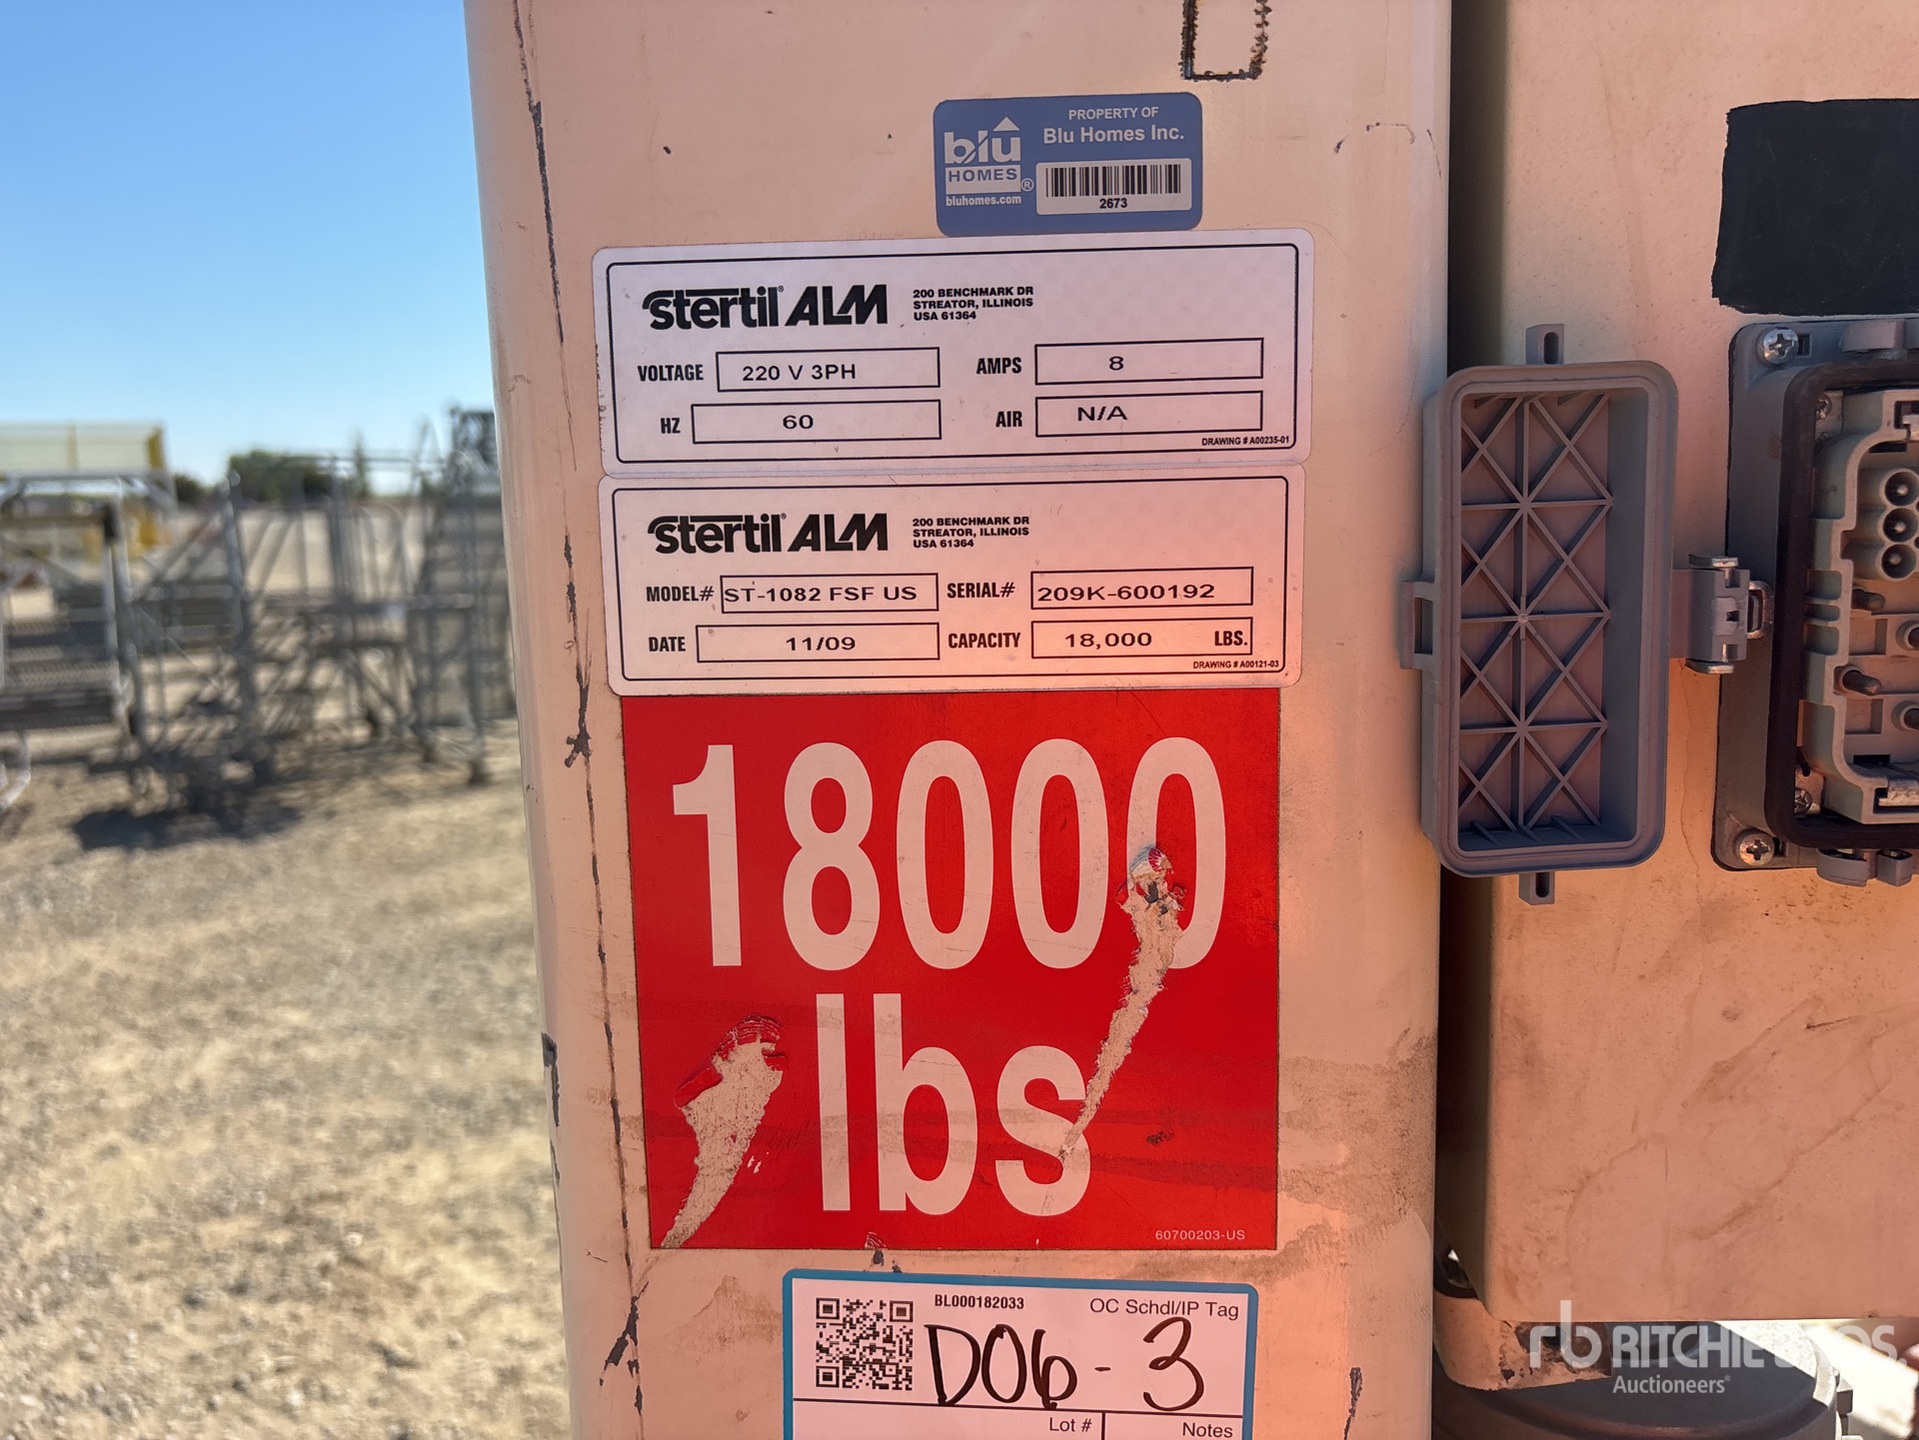 PROPERTY OF
Blu Homes Inc.
blu
HOMES®
bluhomes.com
2673
stertil® ALM
200 BENCHMARK DR
STREATOR, ILLINOIS
USA 61364
VOLTAGE 220 V 3PH AMPS 8
HZ 60 AIR N/A
DRAWING # A00235-01
stertil® ALM
200 BENCHMARK DR
STREATOR, ILLINOIS
USA 61364
MODEL# ST-1082 FSF US SERIAL# 209K-600192
DATE 11/09 CAPACITY 18,000 LBS.
DRAWING # A00121-03
18000
lbs
60700203-US
BL000182033 OC Schdl/IP Tag
D06-3
Lot # Notes
rb RITCHIE BROS.
Auctioneers®